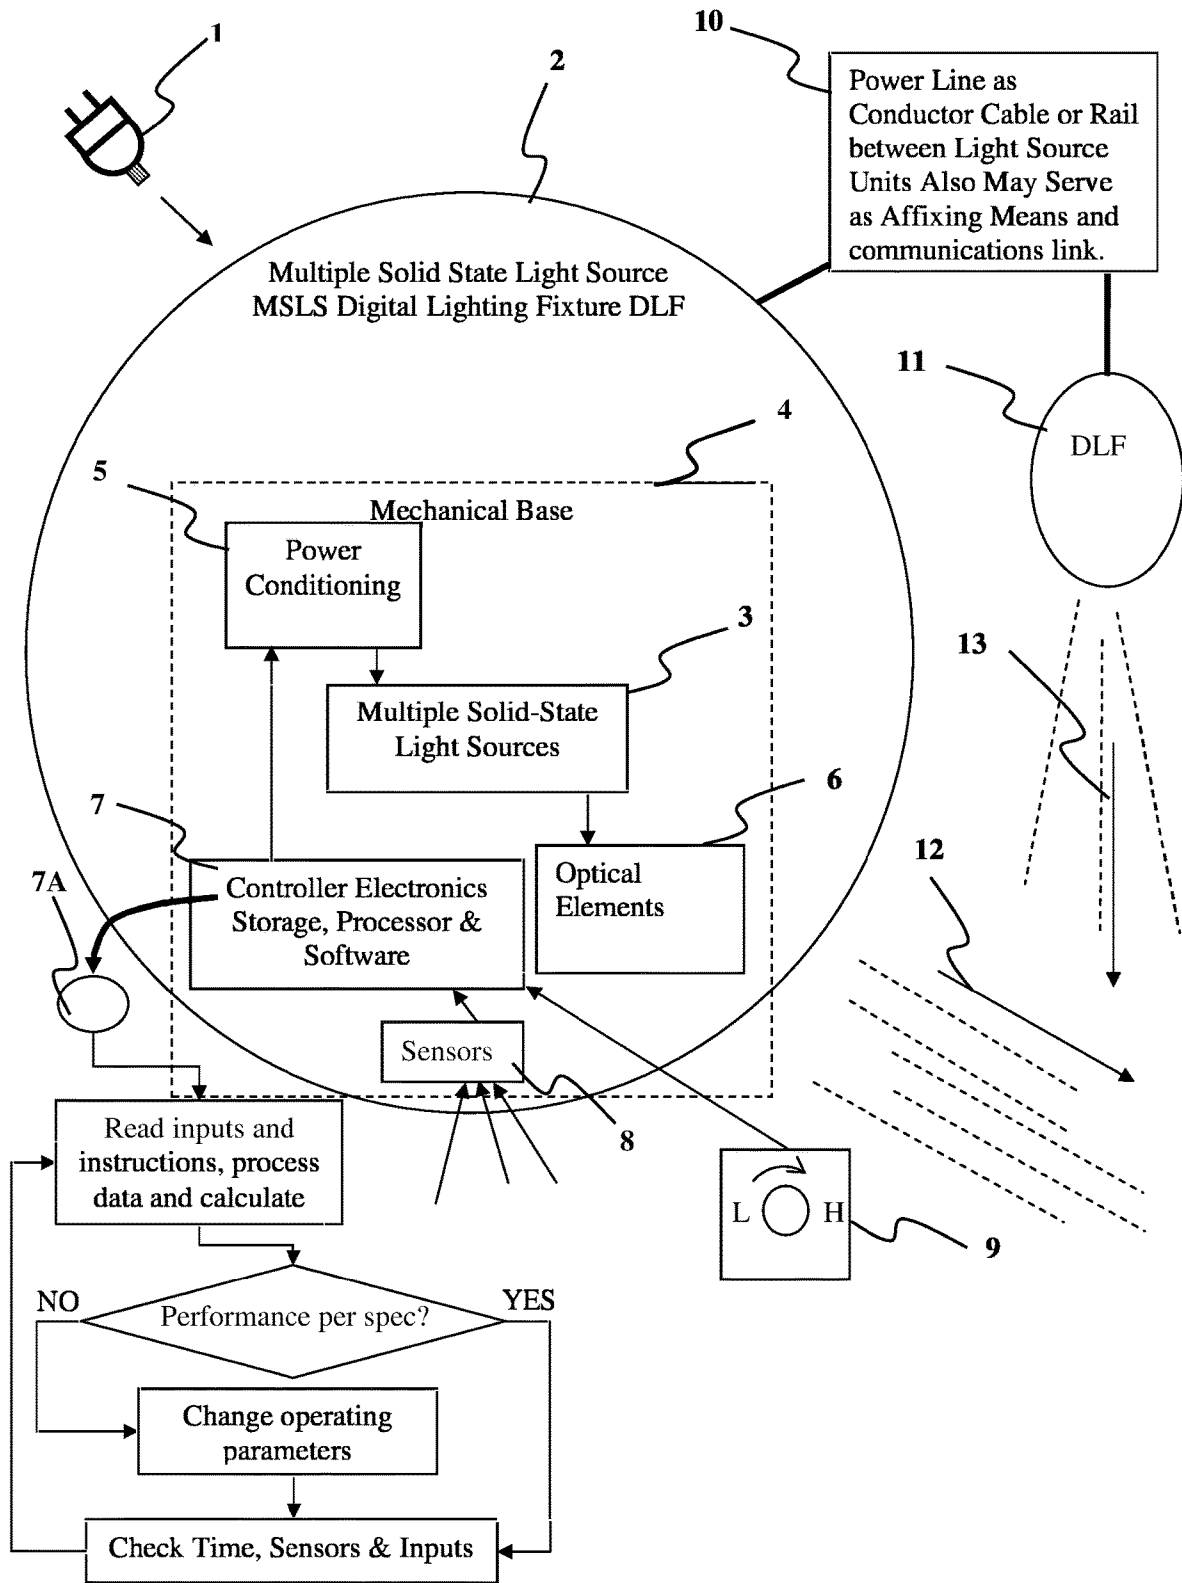 1
2
10
Power Line as
Conductor Cable or Rail
between Light Source
Units Also May Serve
as Affixing Means and
communications link.
Multiple Solid State Light Source
MSLS Digital Lighting Fixture DLF
11
DLF
4
5
Mechanical Base
Power
Conditioning
3
13
Multiple Solid-State
Light Sources
6
7
12
7A
Controller Electronics
Storage, Processor &
Software
Optical
Elements
Sensors
8
Read inputs and
instructions, process
data and calculate
L H
9
NO
Performance per spec?
YES
Change operating
parameters
Check Time, Sensors & Inputs